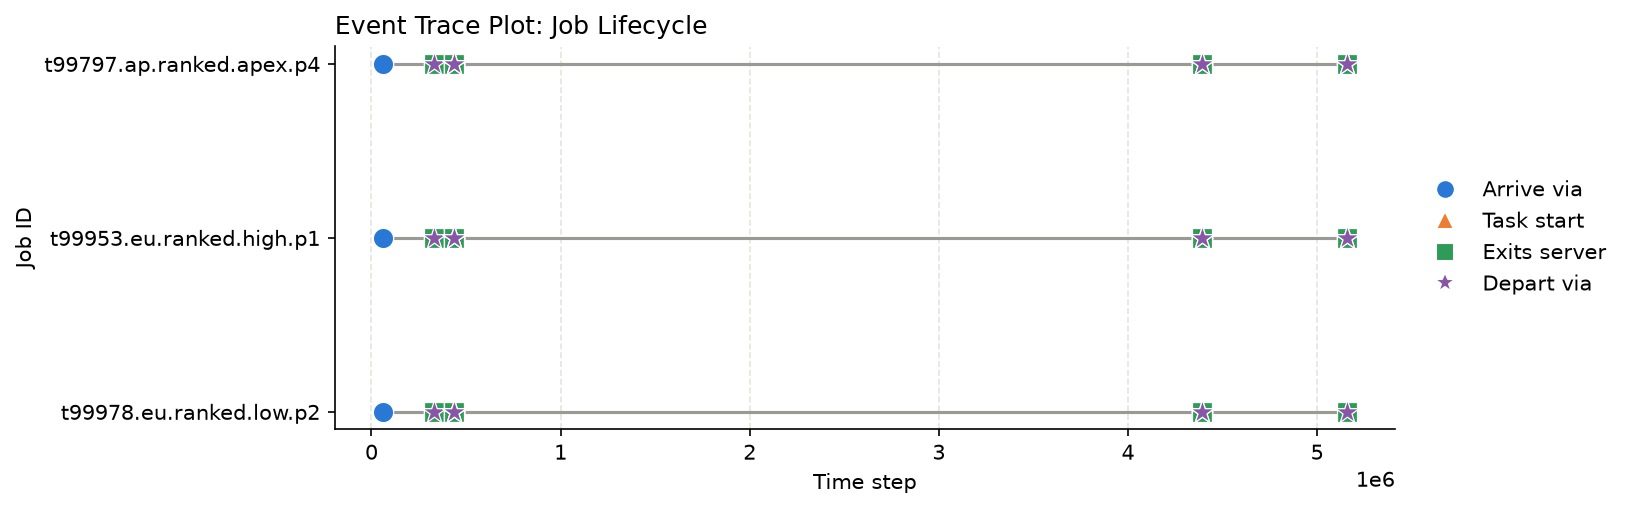 Event Trace Plot: Job Lifecycle
t99797.ap.ranked.apex.p4
t99953.eu.ranked.high.p1
t99978.eu.ranked.low.p2
Job ID
0 1 2 3 4 5
1e6
Time step
Arrive via
Task start
Exits server
Depart via